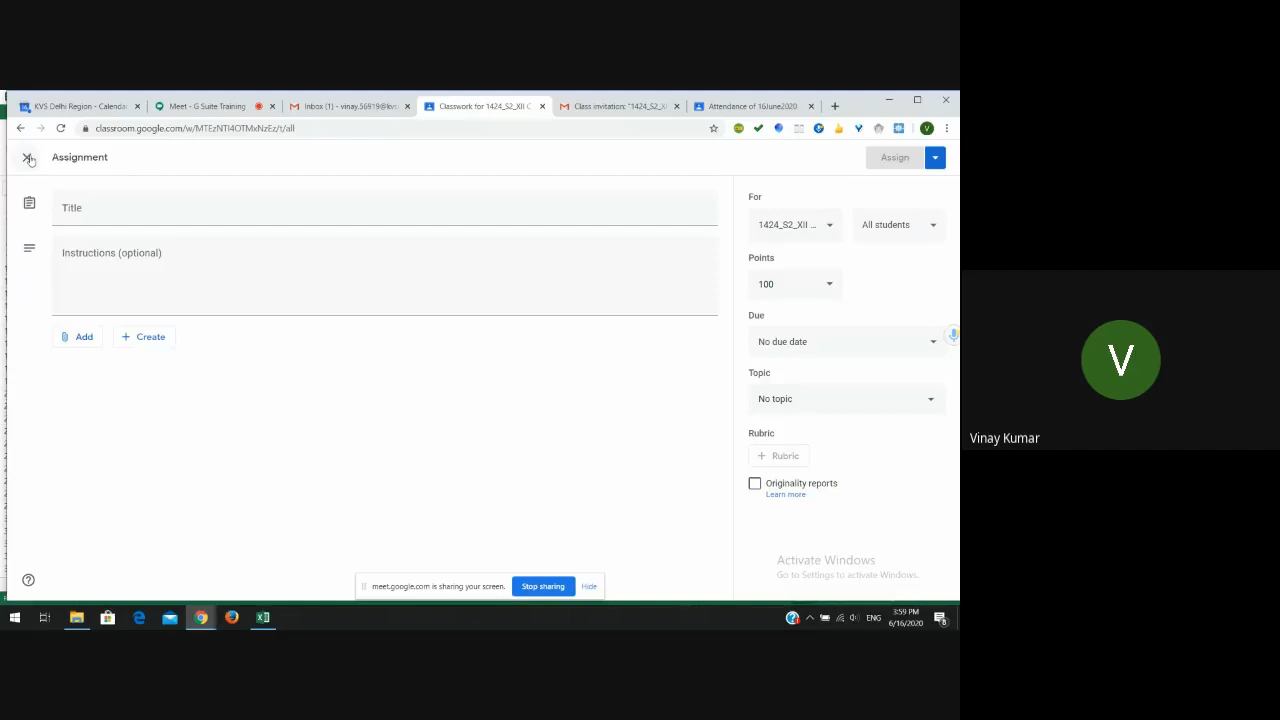 KVS Delhi Region - Calenda
Meet - G Suite Training
Inbox (1) - vinay.56919@kvs
Classwork for 1424_S2_XII C
Class invitation: "1424_S2_XI
Attendance of 16June2020
classroom.google.com/w/MTEzNTI4OTMxNzEz/t/all
V
Assignment
Assign
Title
Instructions (optional)
Add
Create
For
1424_S2_XII ...
All students
Points
100
Due
No due date
Topic
No topic
Rubric
Rubric
Originality reports
Learn more
Activate Windows
Go to Settings to activate Windows.
meet.google.com is sharing your screen.
Stop sharing
Hide
ENG
3:59 PM
6/16/2020
V
Vinay Kumar